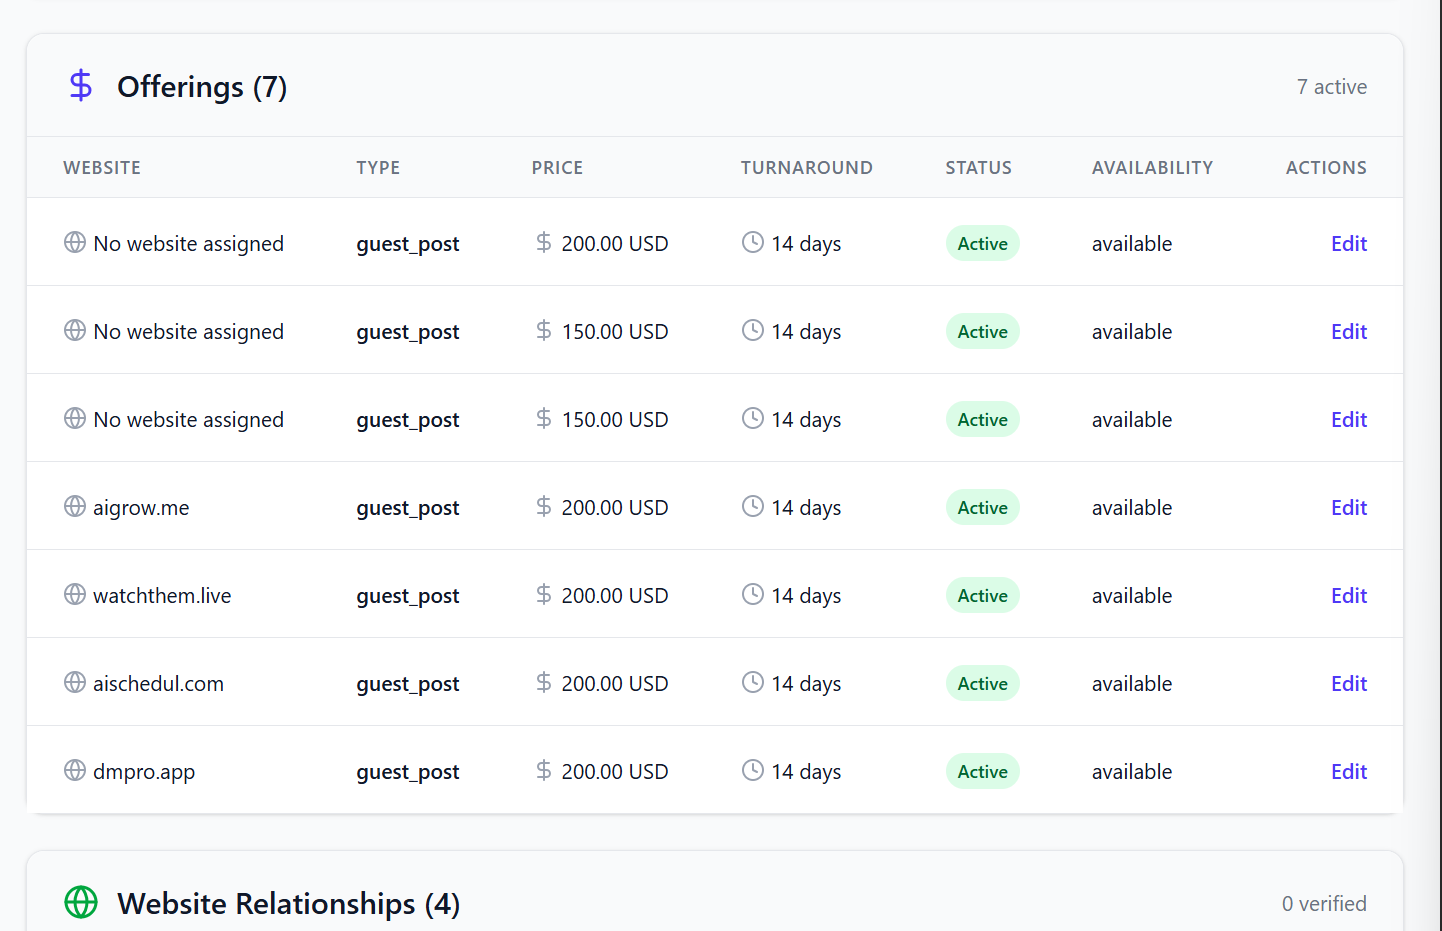 Offerings (7)
7 active
WEBSITE TYPE PRICE TURNAROUND STATUS AVAILABILITY ACTIONS
No website assigned guest_post $ 200.00 USD 14 days Active available Edit
No website assigned guest_post $ 150.00 USD 14 days Active available Edit
No website assigned guest_post $ 150.00 USD 14 days Active available Edit
aigrow.me guest_post $ 200.00 USD 14 days Active available Edit
watchthem.live guest_post $ 200.00 USD 14 days Active available Edit
aischedul.com guest_post $ 200.00 USD 14 days Active available Edit
dmpro.app guest_post $ 200.00 USD 14 days Active available Edit
Website Relationships (4)
0 verified